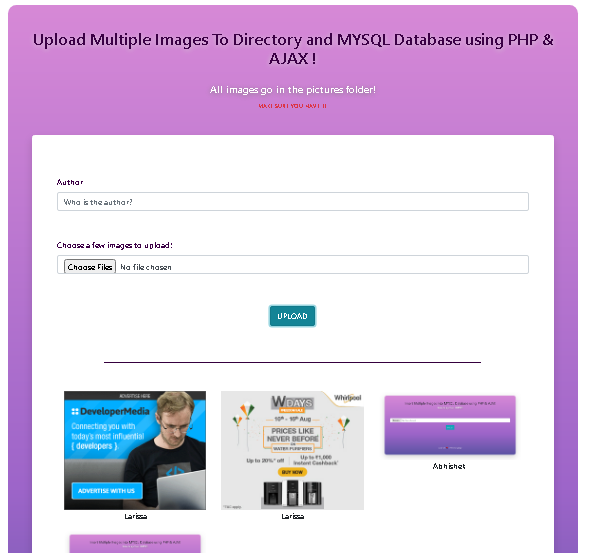 Upload Multiple Images To Directory and MYSQL Database using PHP &
AJAX !
All images go in the pictures folder!
MAKE SURE YOU HAVE IT
Author
Who is the author?
Choose a few images to upload!
Choose Files No file chosen
UPLOAD
ADVERTISE HERE
DeveloperMedia
Connecting you with
today's most influential
{ developers }.
ADVERTISE WITH US
Larissa
Whirlpool
W DAYS
10th - 18th Aug
PRICES LIKE
NEVER BEFORE
ON
WATER PURIFIERS
Up to 20%* off
Up to ₹1,000
Instant Cashback*
BUY NOW
Larissa
Abhishek